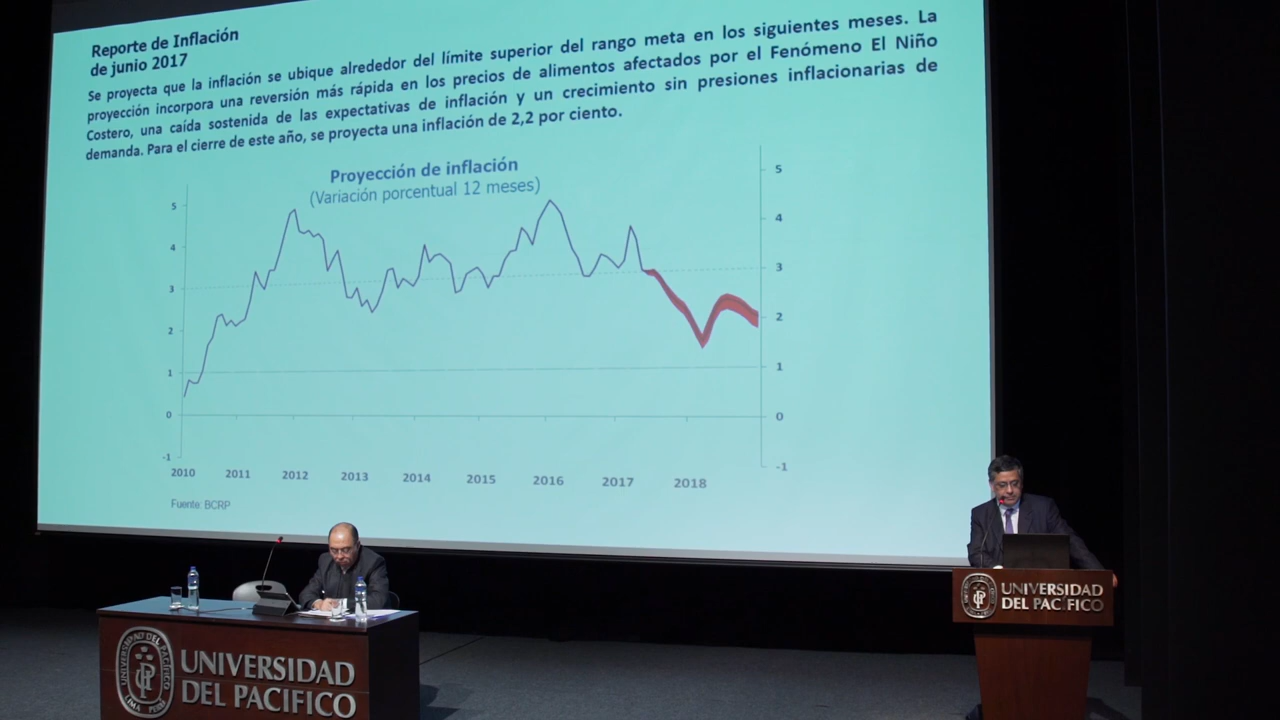 Reporte de Inflación
de junio 2017
Se proyecta que la inflación se ubique alrededor del límite superior del rango meta en los siguientes meses. La
proyección incorpora una reversión más rápida en los precios de alimentos afectados por el Fenómeno El Niño
Costero, una caída sostenida de las expectativas de inflación y un crecimiento sin presiones inflacionarias de
demanda. Para el cierre de este año, se proyecta una inflación de 2,2 por ciento.
Proyección de inflación
(Variación porcentual 12 meses)
5
4
3
2
1
0
-1
5
4
3
2
1
0
-1
2010 2011 2012 2013 2014 2015 2016 2017 2018
Fuente: BCRP
UNIVERSIDAD
DEL PACIFICO
UNIVERSIDAD DEL PACIFICO
LIMA PERU
UNIVERSIDAD
DEL PACIFICO